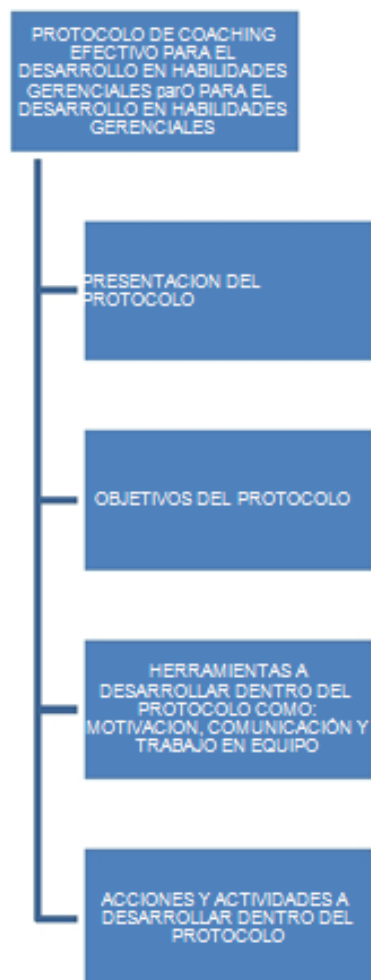 PROTOCOLO DE COACHING
EFECTIVO PARA EL
DESARROLLO EN HABILIDADES
GERENCIALES parO PARA EL
DESARROLLO EN HABILIDADES
GERENCIALES
PRESENTACION DEL
PROTOCOLO
OBJETIVOS DEL PROTOCOLO
HERRAMIENTAS A
DESARROLLAR DENTRO DEL
PROTOCOLO COMO:
MOTIVACION, COMUNICACIÓN Y
TRABAJO EN EQUIPO
ACCIONES Y ACTIVIDADES A
DESARROLLAR DENTRO DEL
PROTOCOLO